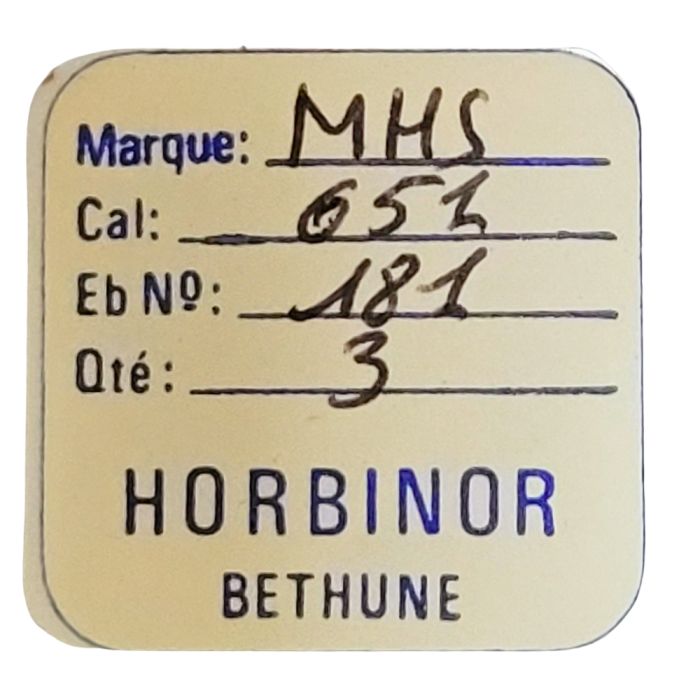 Marque: MHS
Cal: 651
Eb Nº: 181
Qté: 3
HORBINOR
BETHUNE